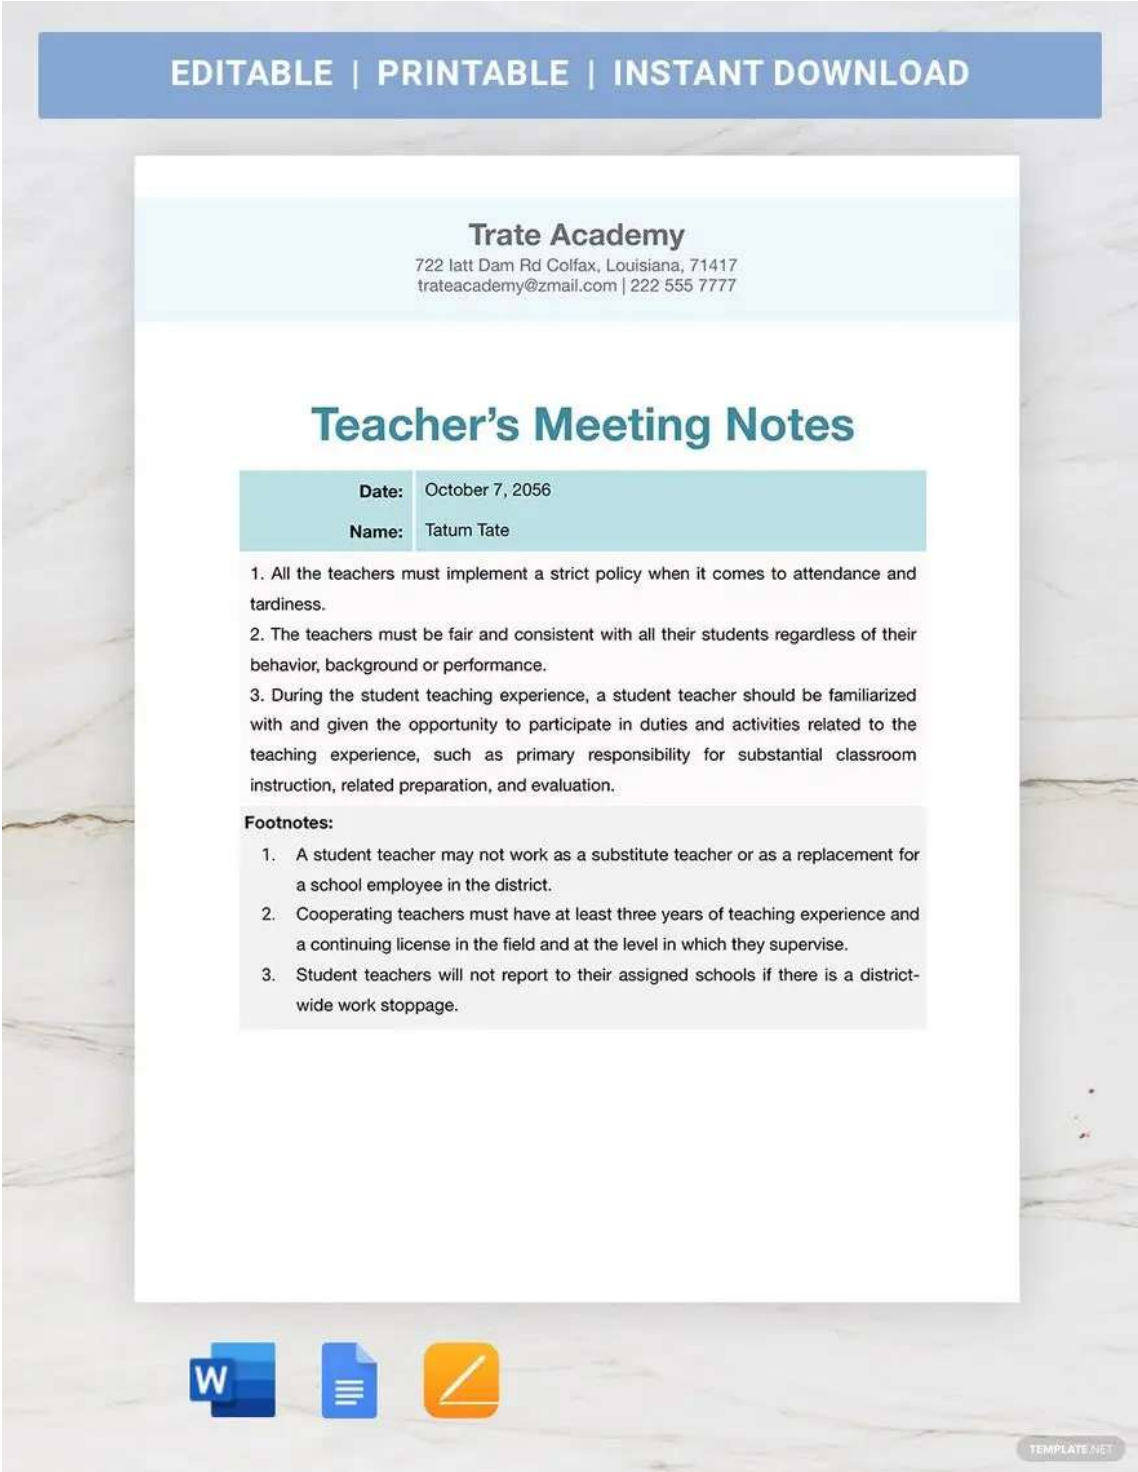 EDITABLE | PRINTABLE | INSTANT DOWNLOAD
Trate Academy
722 Iatt Dam Rd Colfax, Louisiana, 71417
trateacademy@zmail.com | 222 555 7777
Teacher’s Meeting Notes
Date: October 7, 2056
Name: Tatum Tate
1. All the teachers must implement a strict policy when it comes to attendance and
tardiness.
2. The teachers must be fair and consistent with all their students regardless of their
behavior, background or performance.
3. During the student teaching experience, a student teacher should be familiarized
with and given the opportunity to participate in duties and activities related to the
teaching experience, such as primary responsibility for substantial classroom
instruction, related preparation, and evaluation.
Footnotes:
1. A student teacher may not work as a substitute teacher or as a replacement for
a school employee in the district.
2. Cooperating teachers must have at least three years of teaching experience and
a continuing license in the field and at the level in which they supervise.
3. Student teachers will not report to their assigned schools if there is a district-
wide work stoppage.
W
TEMPLATE.NET